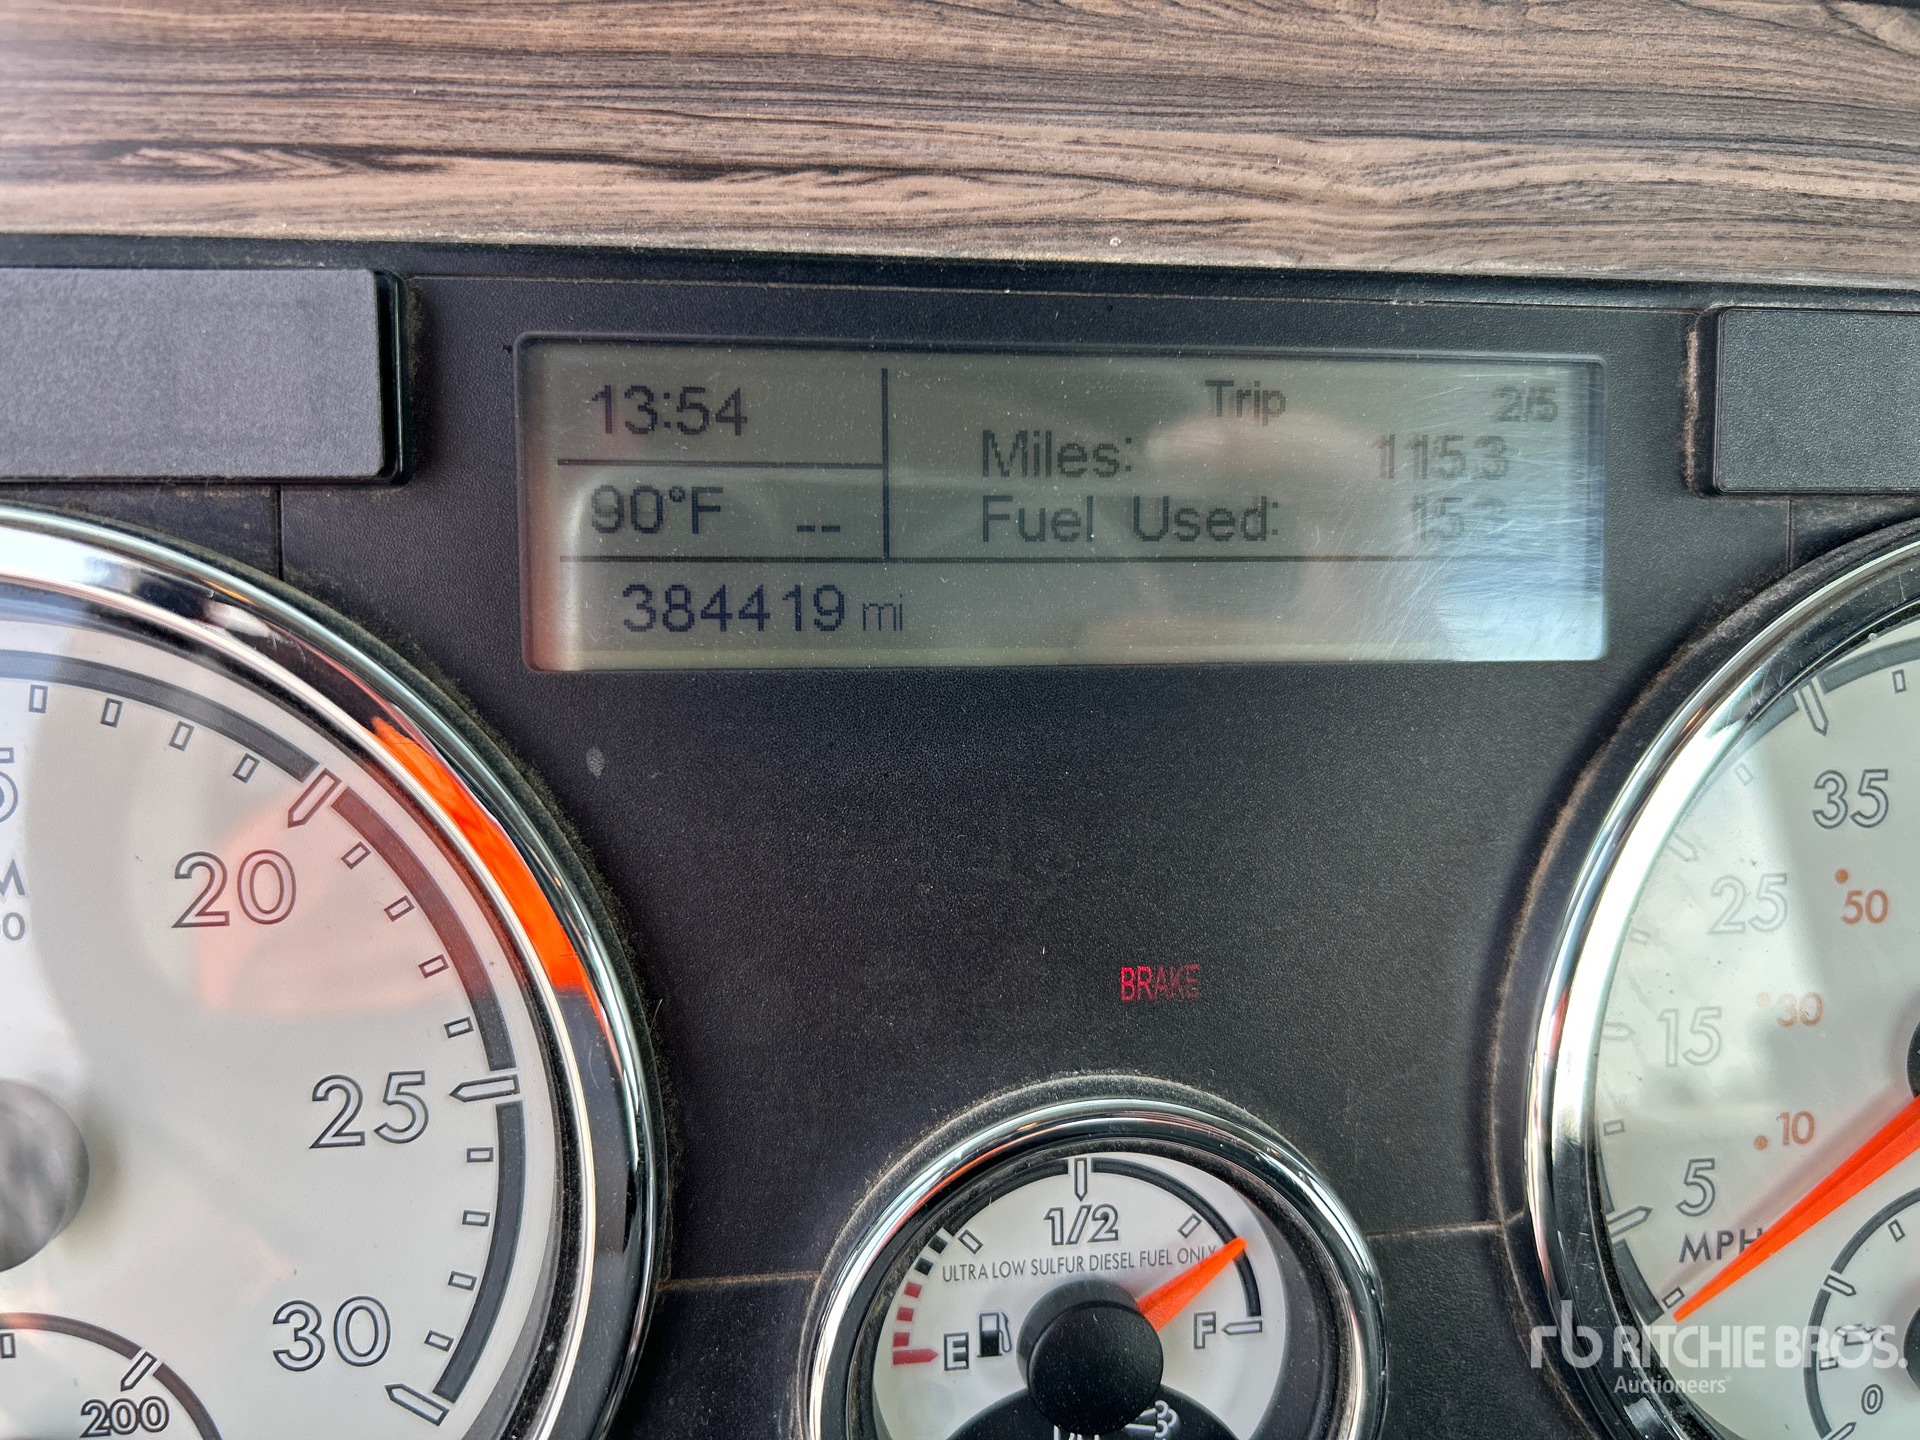 13:54
Trip 2/5
Miles: 1153
90°F --
Fuel Used:
384419 mi
20
25
30
200
BRAKE
1/2
ULTRA LOW SULFUR DIESEL FUEL ONLY
E F
35
25 50
15 30
10
5
MPH
0
RITCHIE BROS.
Auctioneers